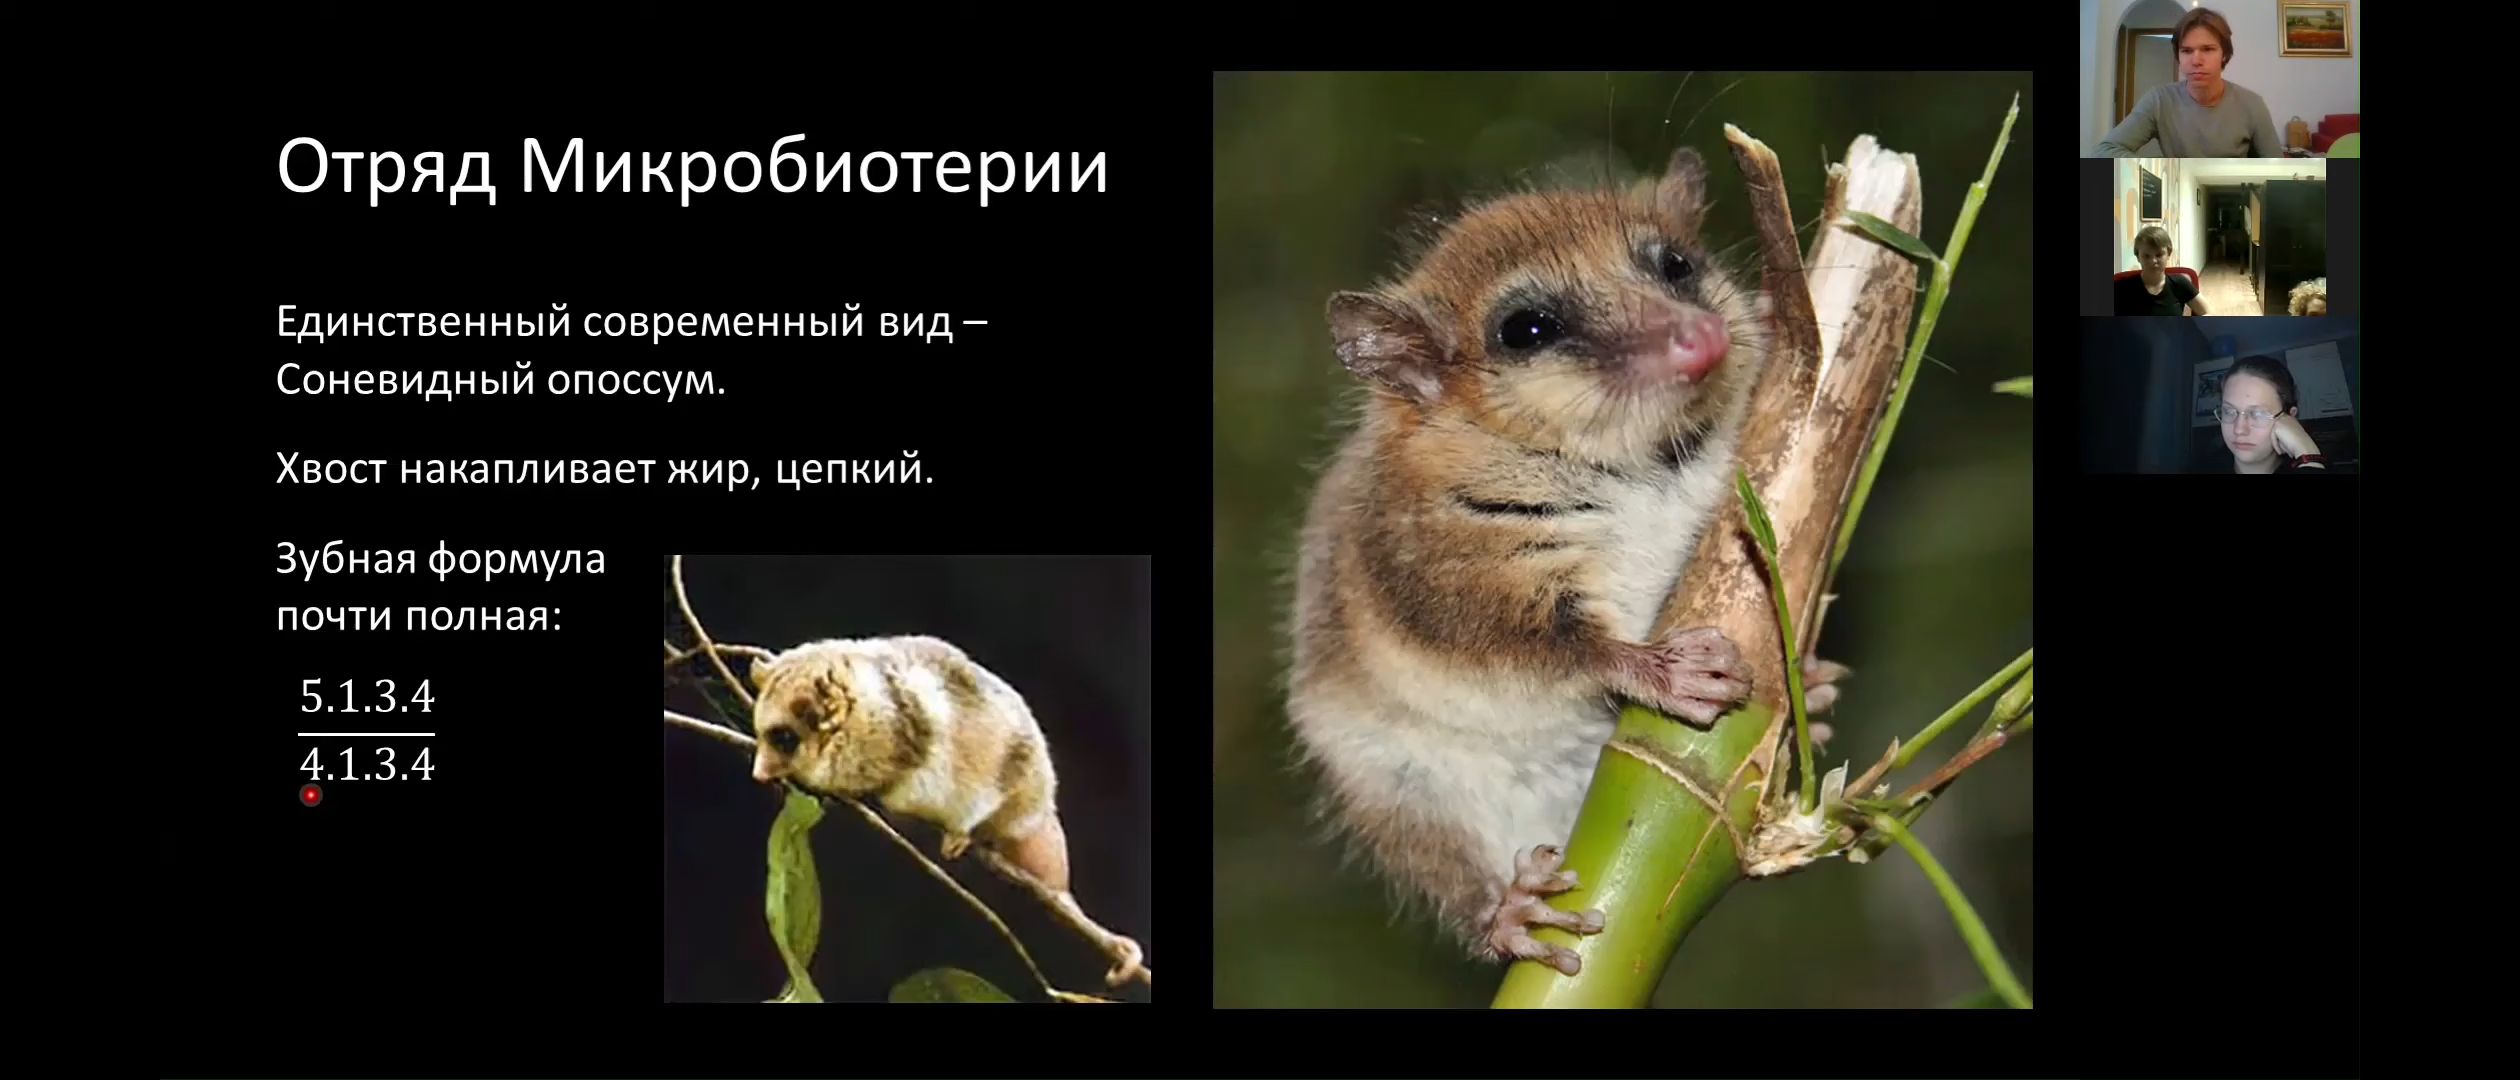 Отряд Микробиотерии
Единственный современный вид –
Соневидный опоссум.
Хвост накапливает жир, цепкий.
Зубная формула
почти полная:
5.1.3.4
4.1.3.4